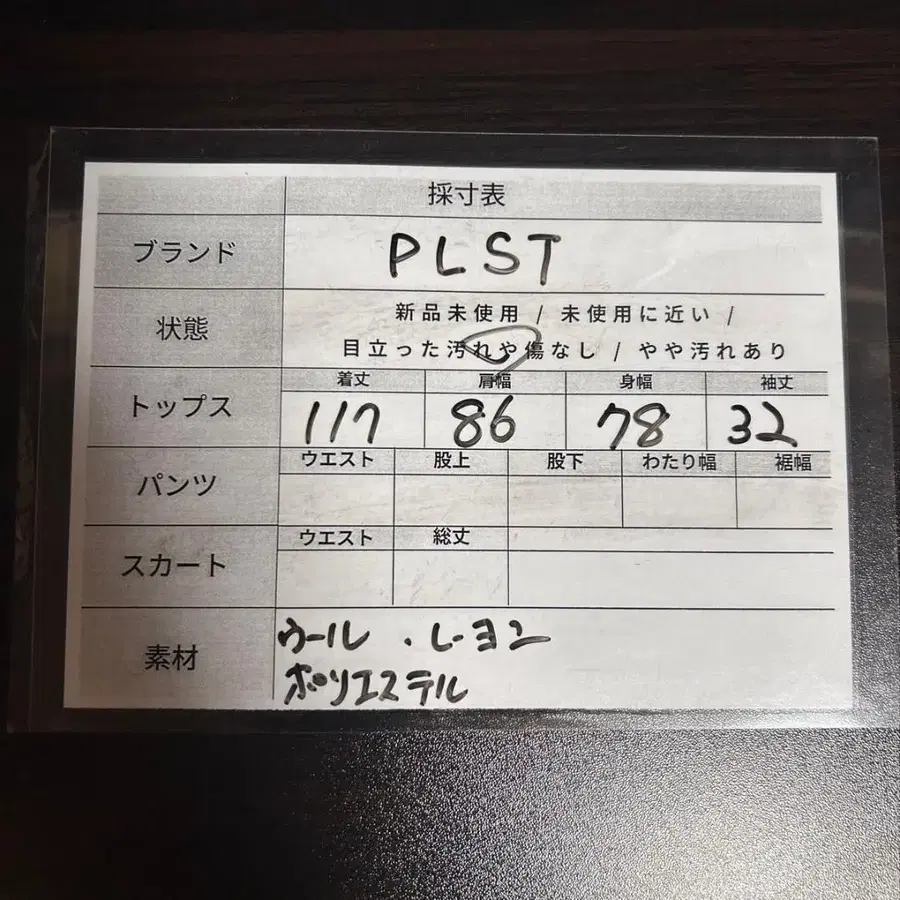 採寸表
ブランド PLST
状態 新品未使用 / 未使用に近い /
目立った汚れや傷なし / やや汚れあり
着丈 肩幅 身幅 袖丈
トップス 117 86 78 32
ウエスト 股上 股下 わたり幅 裾幅
パンツ
ウエスト 総丈
スカート
素材 ウール ・レーヨン
ポリエステル